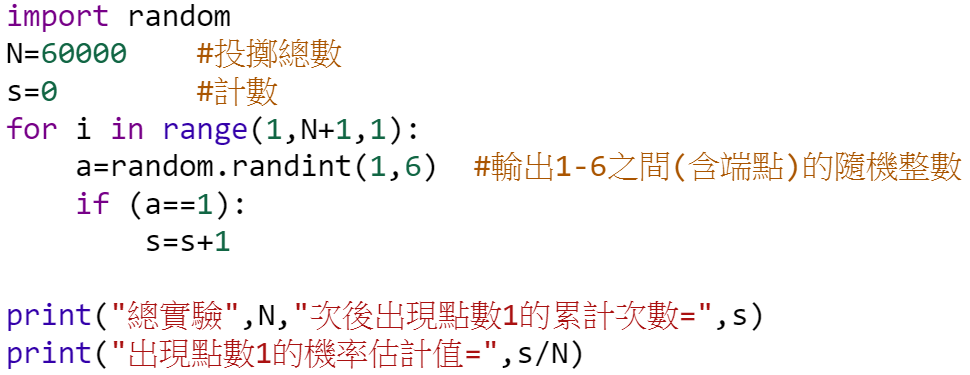 import random
N=60000    #投擲總數
s=0        #計數
for i in range(1,N+1,1):
    a=random.randint(1,6)  #輸出1-6之間(含端點)的隨機整數
    if (a==1):
        s=s+1

print("總實驗",N,"次後出現點數1的累計次數=",s)
print("出現點數1的機率估計值=",s/N)